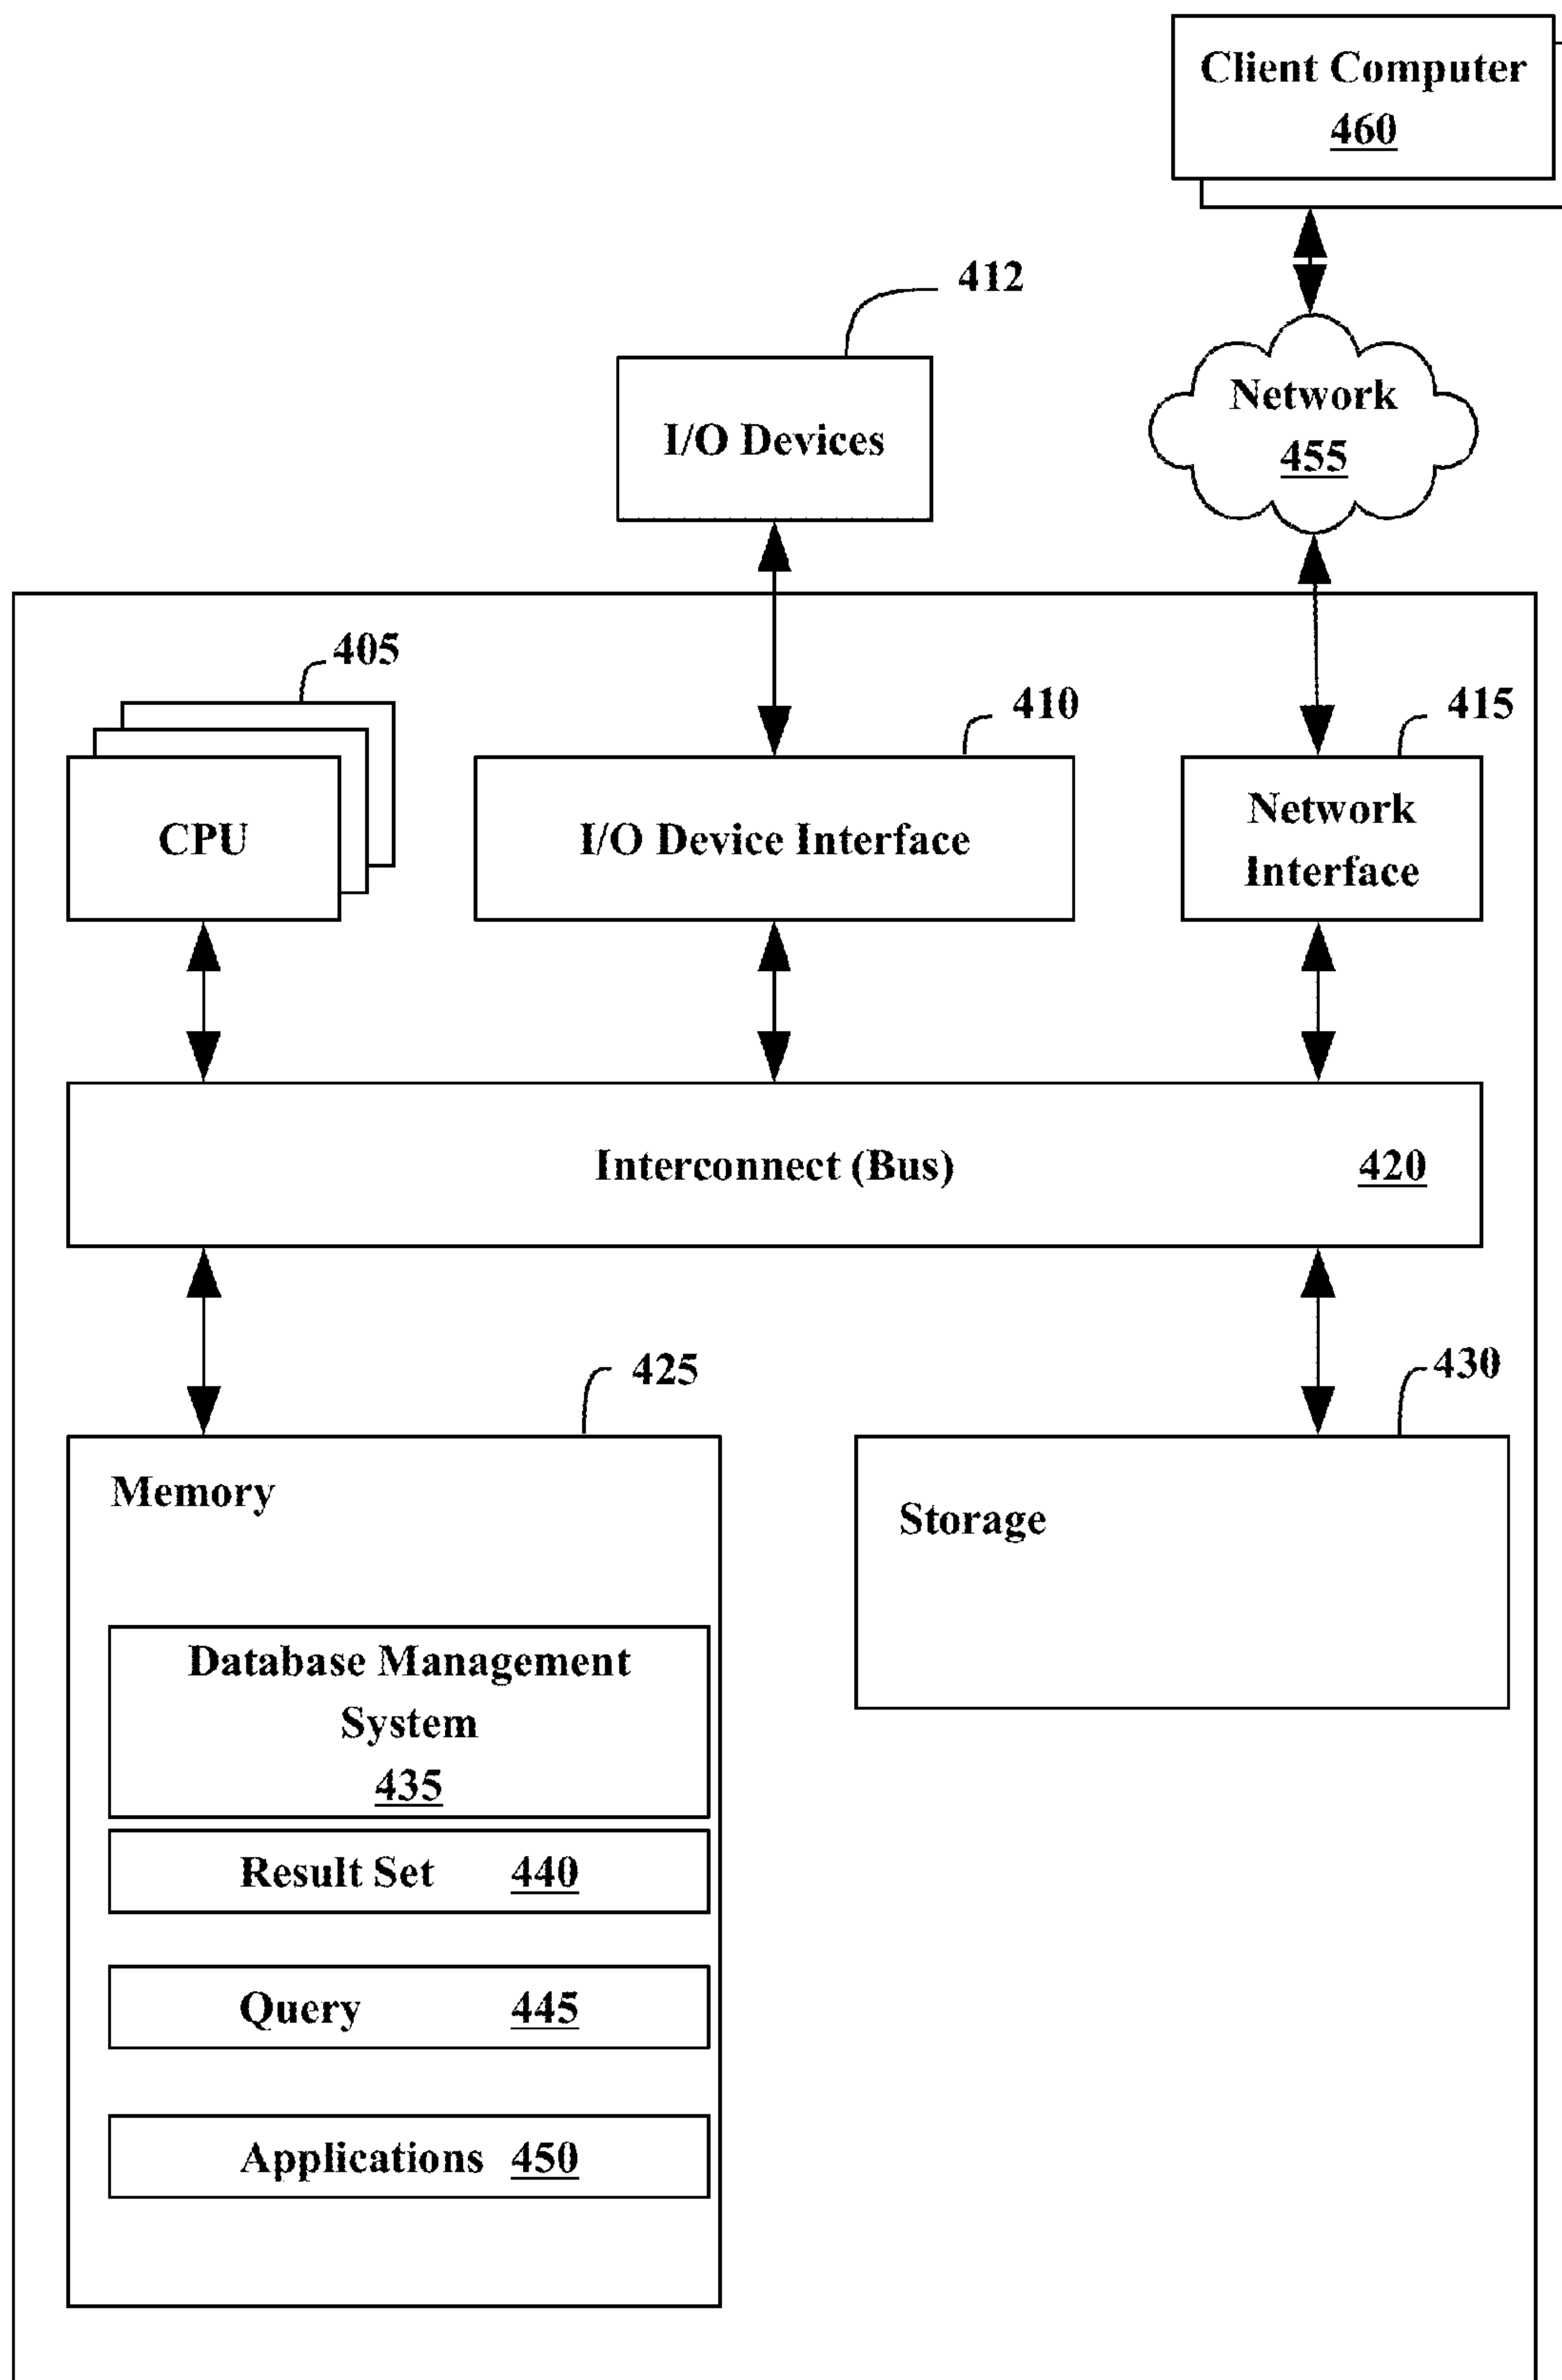 Client Computer
460
412
I/O Devices
Network
455
405
410
415
CPU
I/O Device Interface
Network
Interface
Interconnect (Bus) 420
425
430
Memory
Storage
Database Management
System
435
Result Set 440
Query 445
Applications 450